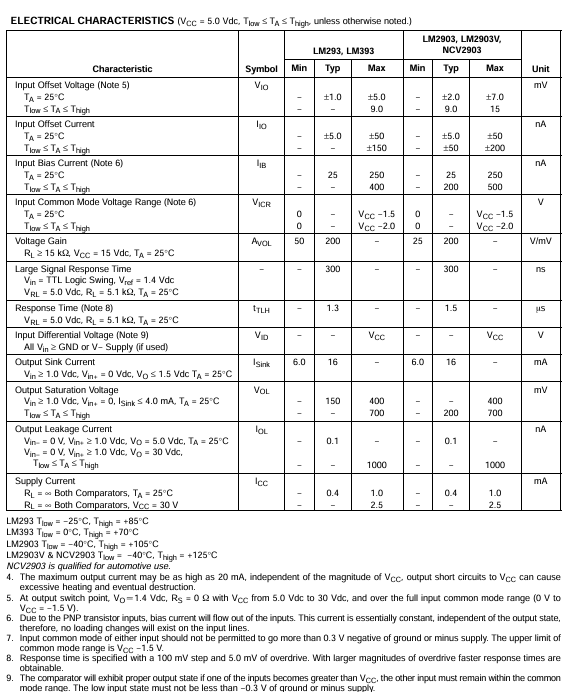 ELECTRICAL CHARACTERISTICS (VCC = 5.0 Vdc, Tlow ≤ TA ≤ Thigh, unless otherwise noted.)
LM293, LM393 LM2903, LM2903V, NCV2903
Characteristic Symbol Min Typ Max Min Typ Max Unit
Input Offset Voltage (Note 5) VIO mV
TA = 25°C – ±1.0 ±5.0 – ±2.0 ±7.0
Tlow ≤ TA ≤ Thigh – – 9.0 – 9.0 15
Input Offset Current IIO nA
TA = 25°C – ±5.0 ±50 – ±5.0 ±50
Tlow ≤ TA ≤ Thigh – – ±150 – ±50 ±200
Input Bias Current (Note 6) IIB nA
TA = 25°C – 25 250 – 25 250
Tlow ≤ TA ≤ Thigh – – 400 – 200 500
Input Common Mode Voltage Range (Note 6) VICR V
TA = 25°C 0 – VCC –1.5 0 – VCC –1.5
Tlow ≤ TA ≤ Thigh 0 – VCC –2.0 0 – VCC –2.0
Voltage Gain AVOL 50 200 – 25 200 – V/mV
RL ≥ 15 kΩ, VCC = 15 Vdc, TA = 25°C
Large Signal Response Time – – 300 – – 300 – ns
Vin = TTL Logic Swing, Vref = 1.4 Vdc
VRL = 5.0 Vdc, RL = 5.1 kΩ, TA = 25°C
Response Time (Note 8) tTLH – 1.3 – – 1.5 – µs
VRL = 5.0 Vdc, RL = 5.1 kΩ, TA = 25°C
Input Differential Voltage (Note 9) VID – – VCC – – VCC V
All Vin ≥ GND or V– Supply (if used)
Output Sink Current ISink 6.0 16 – 6.0 16 – mA
Vin ≥ 1.0 Vdc, Vin+ = 0 Vdc, VO ≤ 1.5 Vdc TA = 25°C
Output Saturation Voltage VOL mV
Vin ≥ 1.0 Vdc, Vin+ = 0, ISink ≤ 4.0 mA, TA = 25°C – 150 400 – – 400
Tlow ≤ TA ≤ Thigh – – 700 – 200 700
Output Leakage Current IOL nA
Vin– = 0 V, Vin+ ≥ 1.0 Vdc, VO = 5.0 Vdc, TA = 25°C – 0.1 – – 0.1 –
Vin– = 0 V, Vin+ ≥ 1.0 Vdc, VO = 30 Vdc,
Tlow ≤ TA ≤ Thigh – – 1000 – – 1000
Supply Current ICC mA
RL = ∞ Both Comparators, TA = 25°C – 0.4 1.0 – 0.4 1.0
RL = ∞ Both Comparators, VCC = 30 V – – 2.5 – – 2.5
LM293 Tlow = –25°C, Thigh = +85°C
LM393 Tlow = 0°C, Thigh = +70°C
LM2903 Tlow = –40°C, Thigh = +105°C
LM2903V & NCV2903 Tlow = –40°C, Thigh = +125°C
NCV2903 is qualified for automotive use.
4. The maximum output current may be as high as 20 mA, independent of the magnitude of VCC, output short circuits to VCC can cause
excessive heating and eventual destruction.
5. At output switch point, VO=1.4 Vdc, RS = 0 Ω with VCC from 5.0 Vdc to 30 Vdc, and over the full input common mode range (0 V to
VCC = –1.5 V).
6. Due to the PNP transistor inputs, bias current will flow out of the inputs. This current is essentially constant, independent of the output state,
therefore, no loading changes will exist on the input lines.
7. Input common mode of either input should not be permitted to go more than 0.3 V negative of ground or minus supply. The upper limit of
common mode range is VCC –1.5 V.
8. Response time is specified with a 100 mV step and 5.0 mV of overdrive. With larger magnitudes of overdrive faster response times are
obtainable.
9. The comparator will exhibit proper output state if one of the inputs becomes greater than VCC, the other input must remain within the common
mode range. The low input state must not be less than –0.3 V of ground or minus supply.